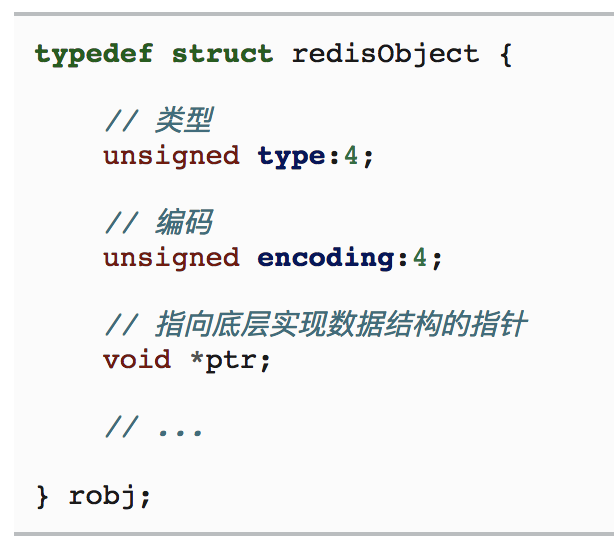 typedef struct redisObject {
// 类型
unsigned type:4;
// 编码
unsigned encoding:4;
// 指向底层实现数据结构的指针
void *ptr;
// ...
} robj;